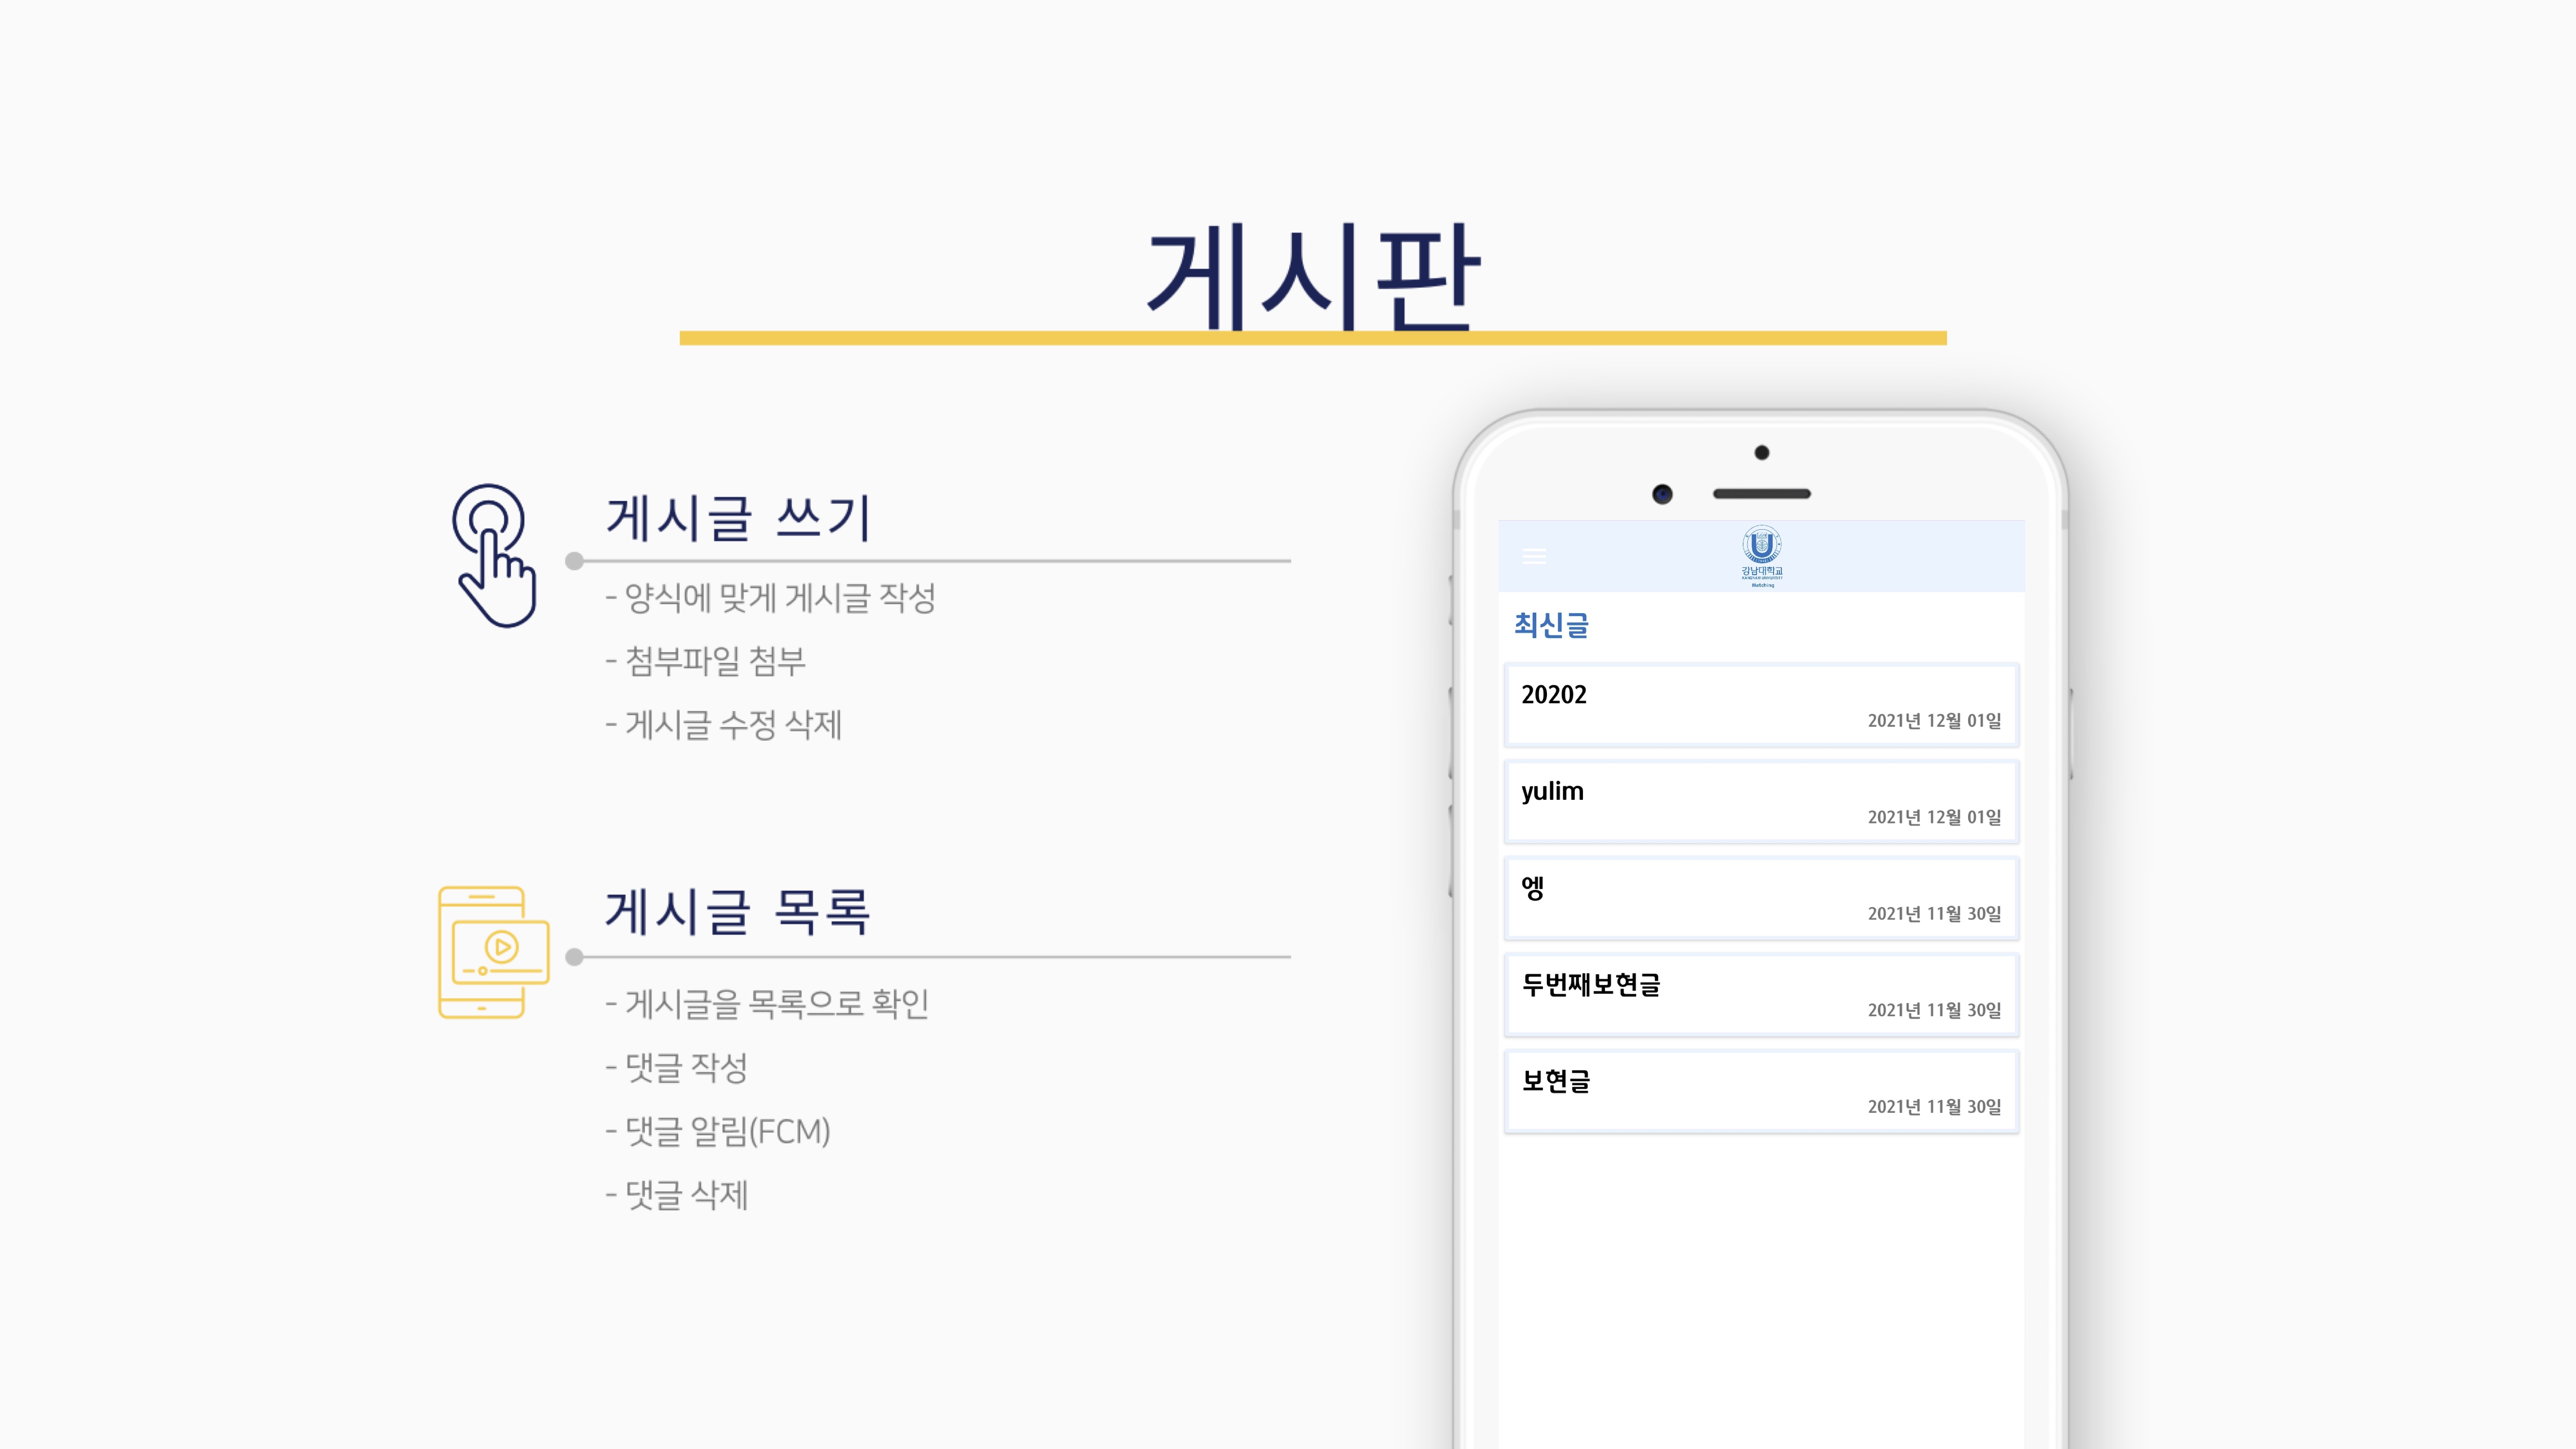 게시판
게시글 쓰기
- 양식에 맞게 게시글 작성
- 첨부파일 첨부
- 게시글 수정 삭제
게시글 목록
- 게시글을 목록으로 확인
- 댓글 작성
- 댓글 알림(FCM)
- 댓글 삭제
강남대학교
KANGNAM UNIVERSITY
Matching
최신글
20202
2021년 12월 01일
yulim
2021년 12월 01일
엥
2021년 11월 30일
두번째보현글
2021년 11월 30일
보현글
2021년 11월 30일